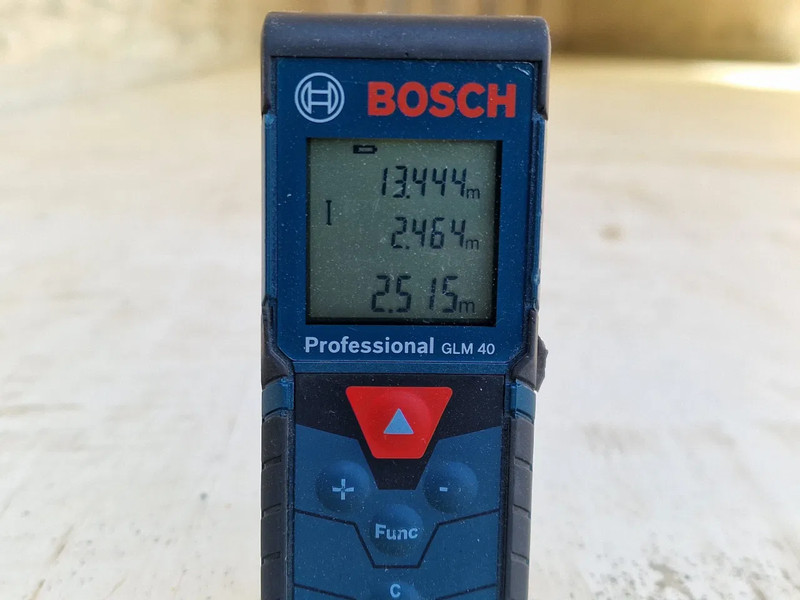 BOSCH
13.444m
2.464m
2.515m
Professional GLM 40
+ -
Func
C